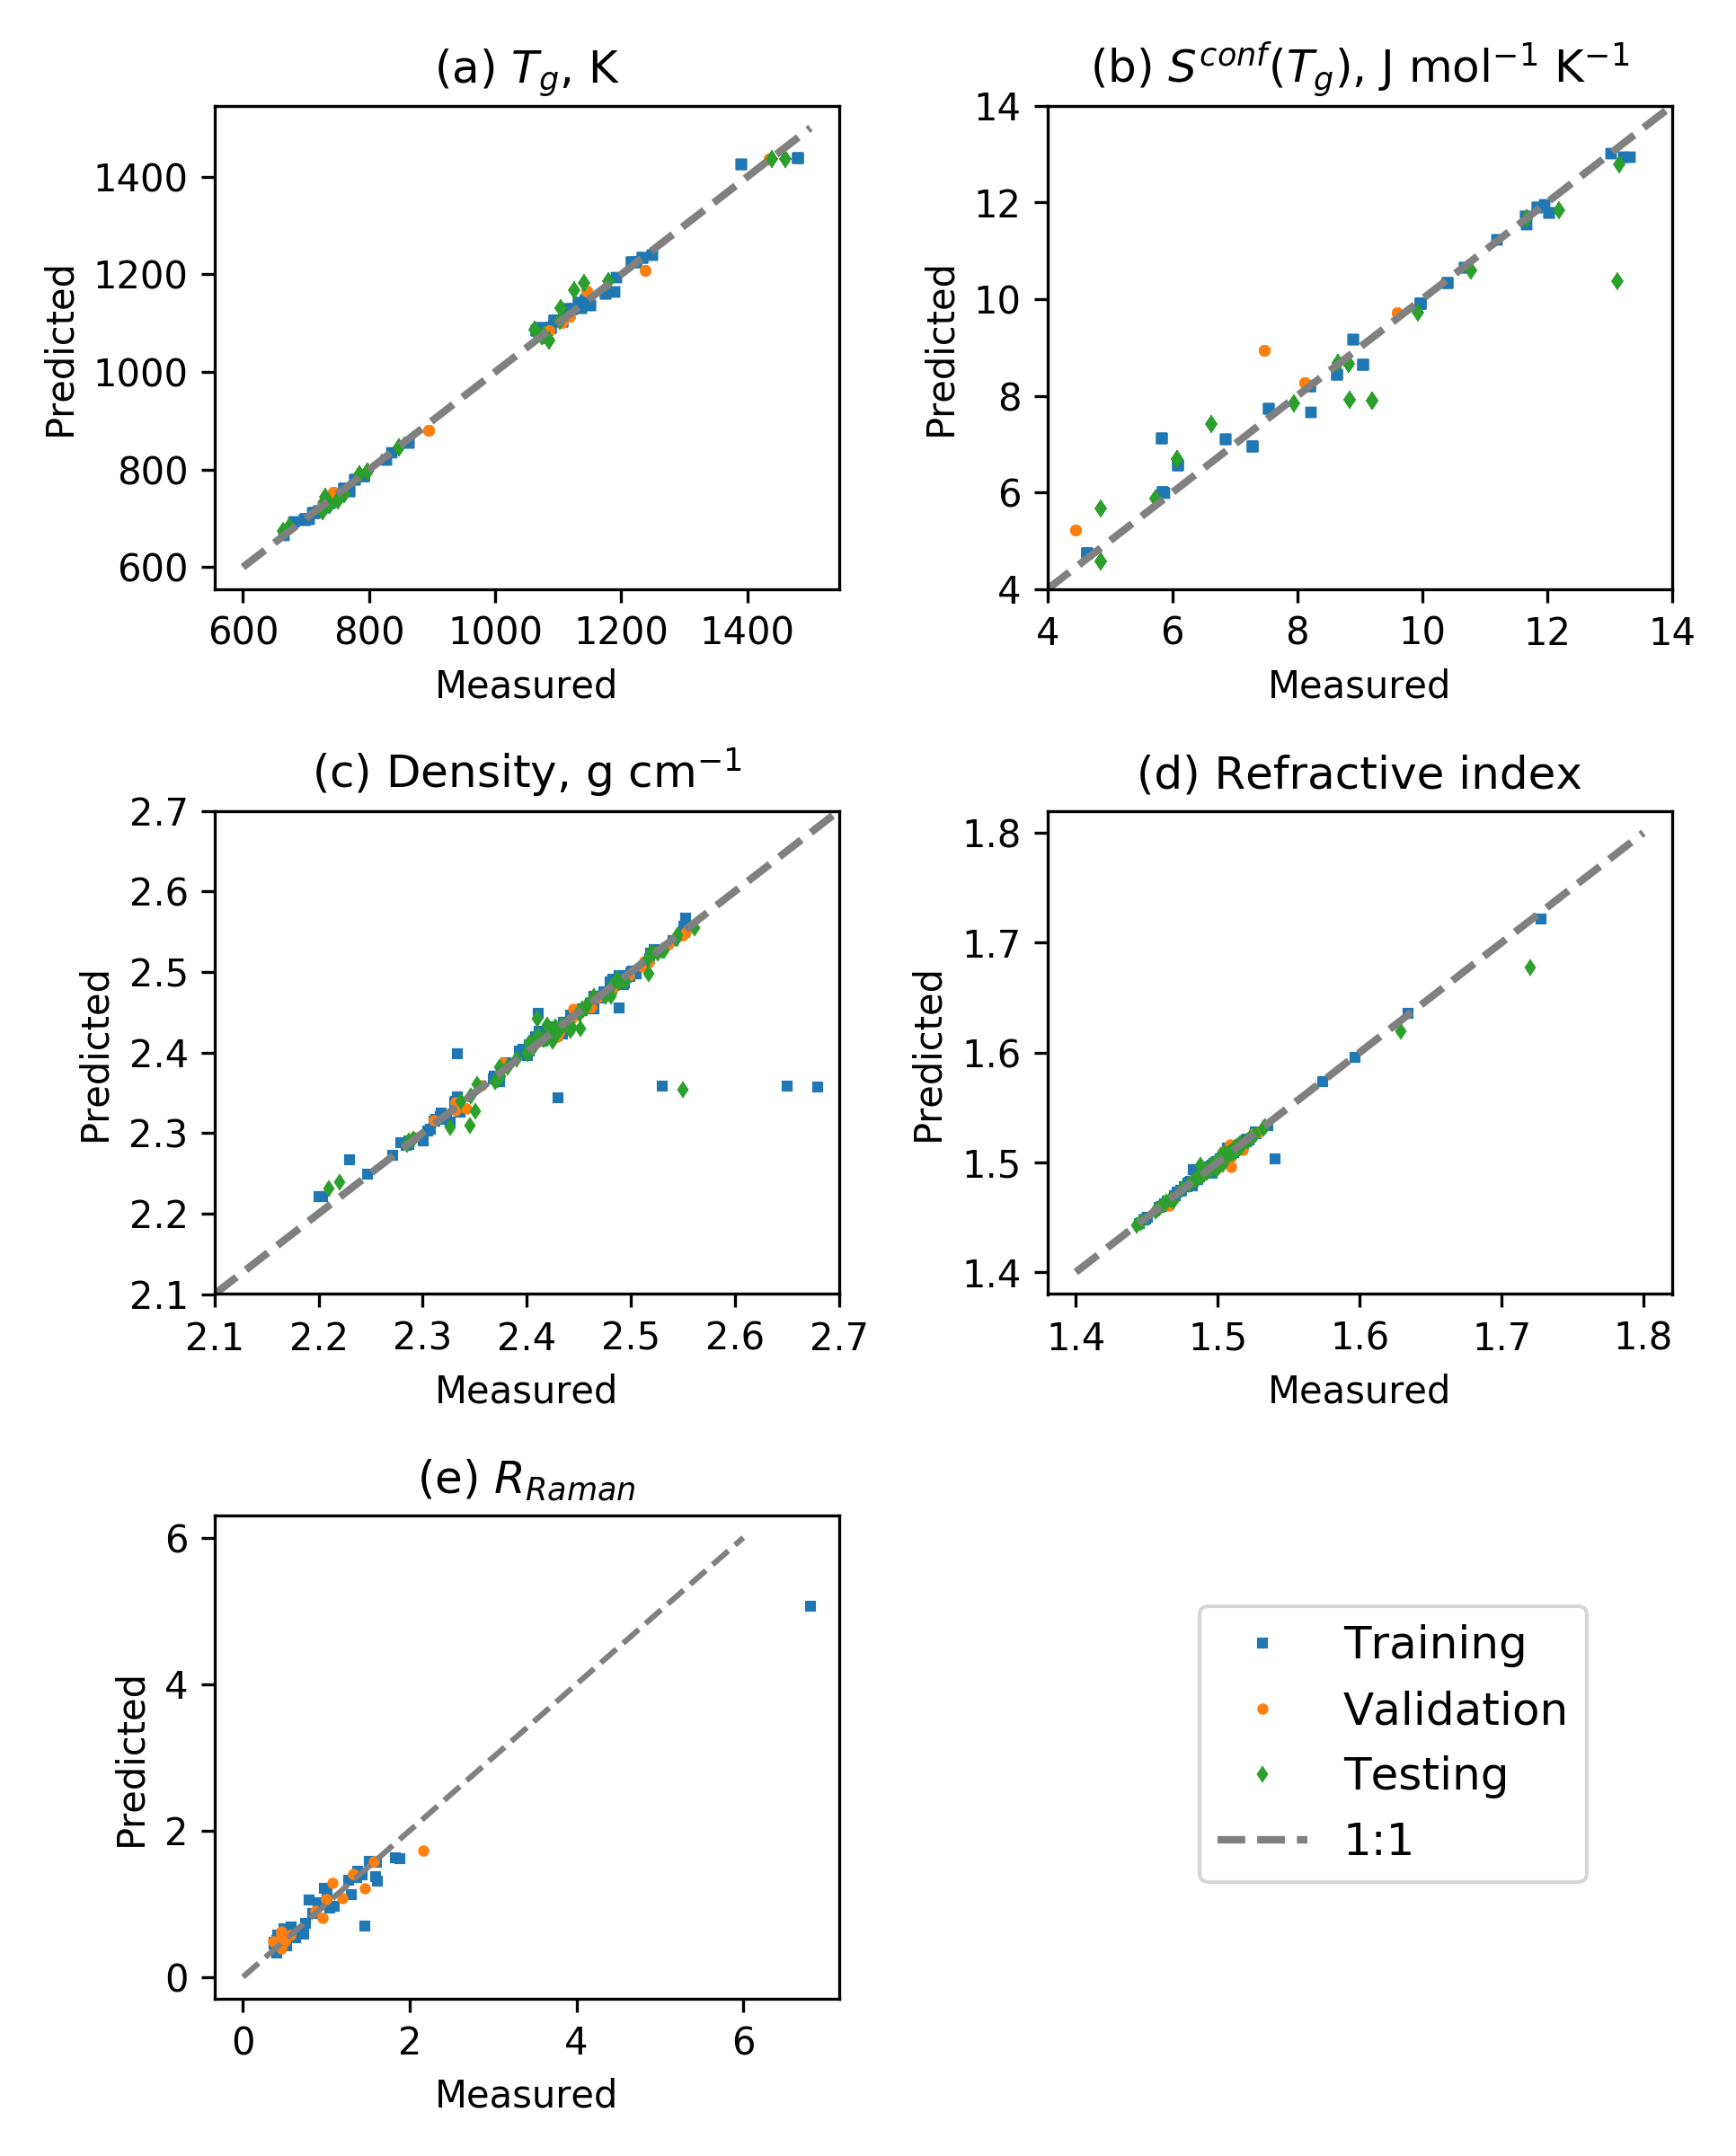 (a) T_g, K
1400
1200
1000
800
600
Predicted
600 800 1000 1200 1400
Measured
(b) S^conf(T_g), J mol⁻¹ K⁻¹
14
12
10
8
6
4
Predicted
4 6 8 10 12 14
Measured
(c) Density, g cm⁻¹
2.7
2.6
2.5
2.4
2.3
2.2
2.1
Predicted
2.1 2.2 2.3 2.4 2.5 2.6 2.7
Measured
(d) Refractive index
1.8
1.7
1.6
1.5
1.4
Predicted
1.4 1.5 1.6 1.7 1.8
Measured
(e) R_Raman
6
4
2
0
Predicted
0 2 4 6
Measured
Training
Validation
Testing
1:1